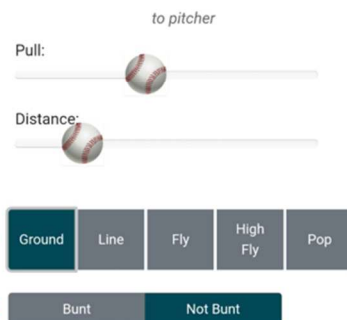 to pitcher
Pull:
Distance:
Ground
Line
Fly
High
Fly
Pop
Bunt
Not Bunt